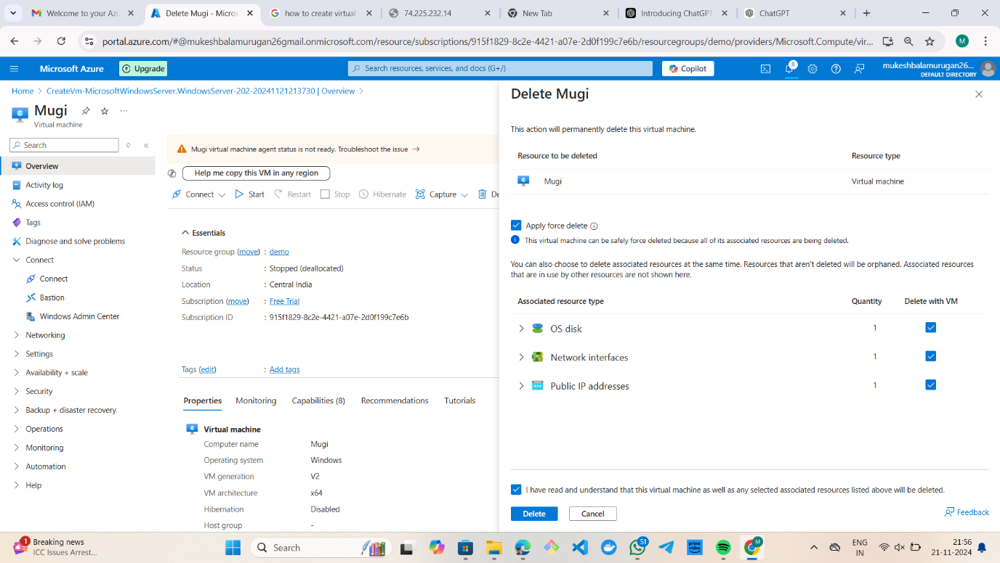 Welcome to your Azu
Delete Mugi - Micros
how to create virtual
74.225.232.14
New Tab
Introducing ChatGPT
ChatGPT
portal.azure.com/#@mukeshbalamurugan26gmail.onmicrosoft.com/resource/subscriptions/915f1829-8c2e-4421-a07e-2d0f199c7e6b/resourcegroups/demo/providers/Microsoft.Compute/vir...
M
Microsoft Azure
Upgrade
Search resources, services, and docs (G+/)
Copilot
8
mukeshbalamurugan26...
DEFAULT DIRECTORY
Home > CreateVm-MicrosoftWindowsServer.WindowsServer-202-20241121213730 | Overview >
Mugi
Virtual machine
Search
Overview
Activity log
Access control (IAM)
Tags
Diagnose and solve problems
Connect
Connect
Bastion
Windows Admin Center
Networking
Settings
Availability + scale
Security
Backup + disaster recovery
Operations
Monitoring
Automation
Help
Mugi virtual machine agent status is not ready. Troubleshoot the issue →
Help me copy this VM in any region
Connect Start Restart Stop Hibernate Capture De
Essentials
Resource group (move) : demo
Status : Stopped (deallocated)
Location : Central India
Subscription (move) : Free Trial
Subscription ID : 915f1829-8c2e-4421-a07e-2d0f199c7e6b
Tags (edit) : Add tags
Properties Monitoring Capabilities (8) Recommendations Tutorials
Virtual machine
Computer name Mugi
Operating system Windows
VM generation V2
VM architecture x64
Hibernation Disabled
Host group -
Delete Mugi
This action will permanently delete this virtual machine.
Resource to be deleted Resource type
Mugi Virtual machine
Apply force delete
This virtual machine can be safely force deleted because all of its associated resources are being deleted.
You can also choose to delete associated resources at the same time. Resources that aren't deleted will be orphaned. Associated resources
that are in use by other resources are not shown here.
Associated resource type Quantity Delete with VM
OS disk 1
Network interfaces 1
Public IP addresses 1
I have read and understand that this virtual machine as well as any selected associated resources listed above will be deleted.
Delete Cancel
Feedback
1
Breaking news
ICC Issues Arrest...
Search
prime video
51
M
ENG
IN
21:56
21-11-2024